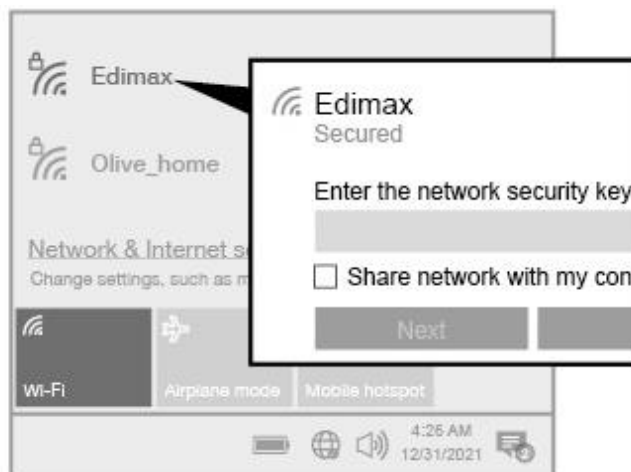 Edimax
Edimax
Secured
Olive_home
Enter the network security key
Network & Internet s
Change settings, such as m
Share network with my con
Next
Wi-Fi
Airplane mode
Mobile hotspot
4:26 AM
12/31/2021